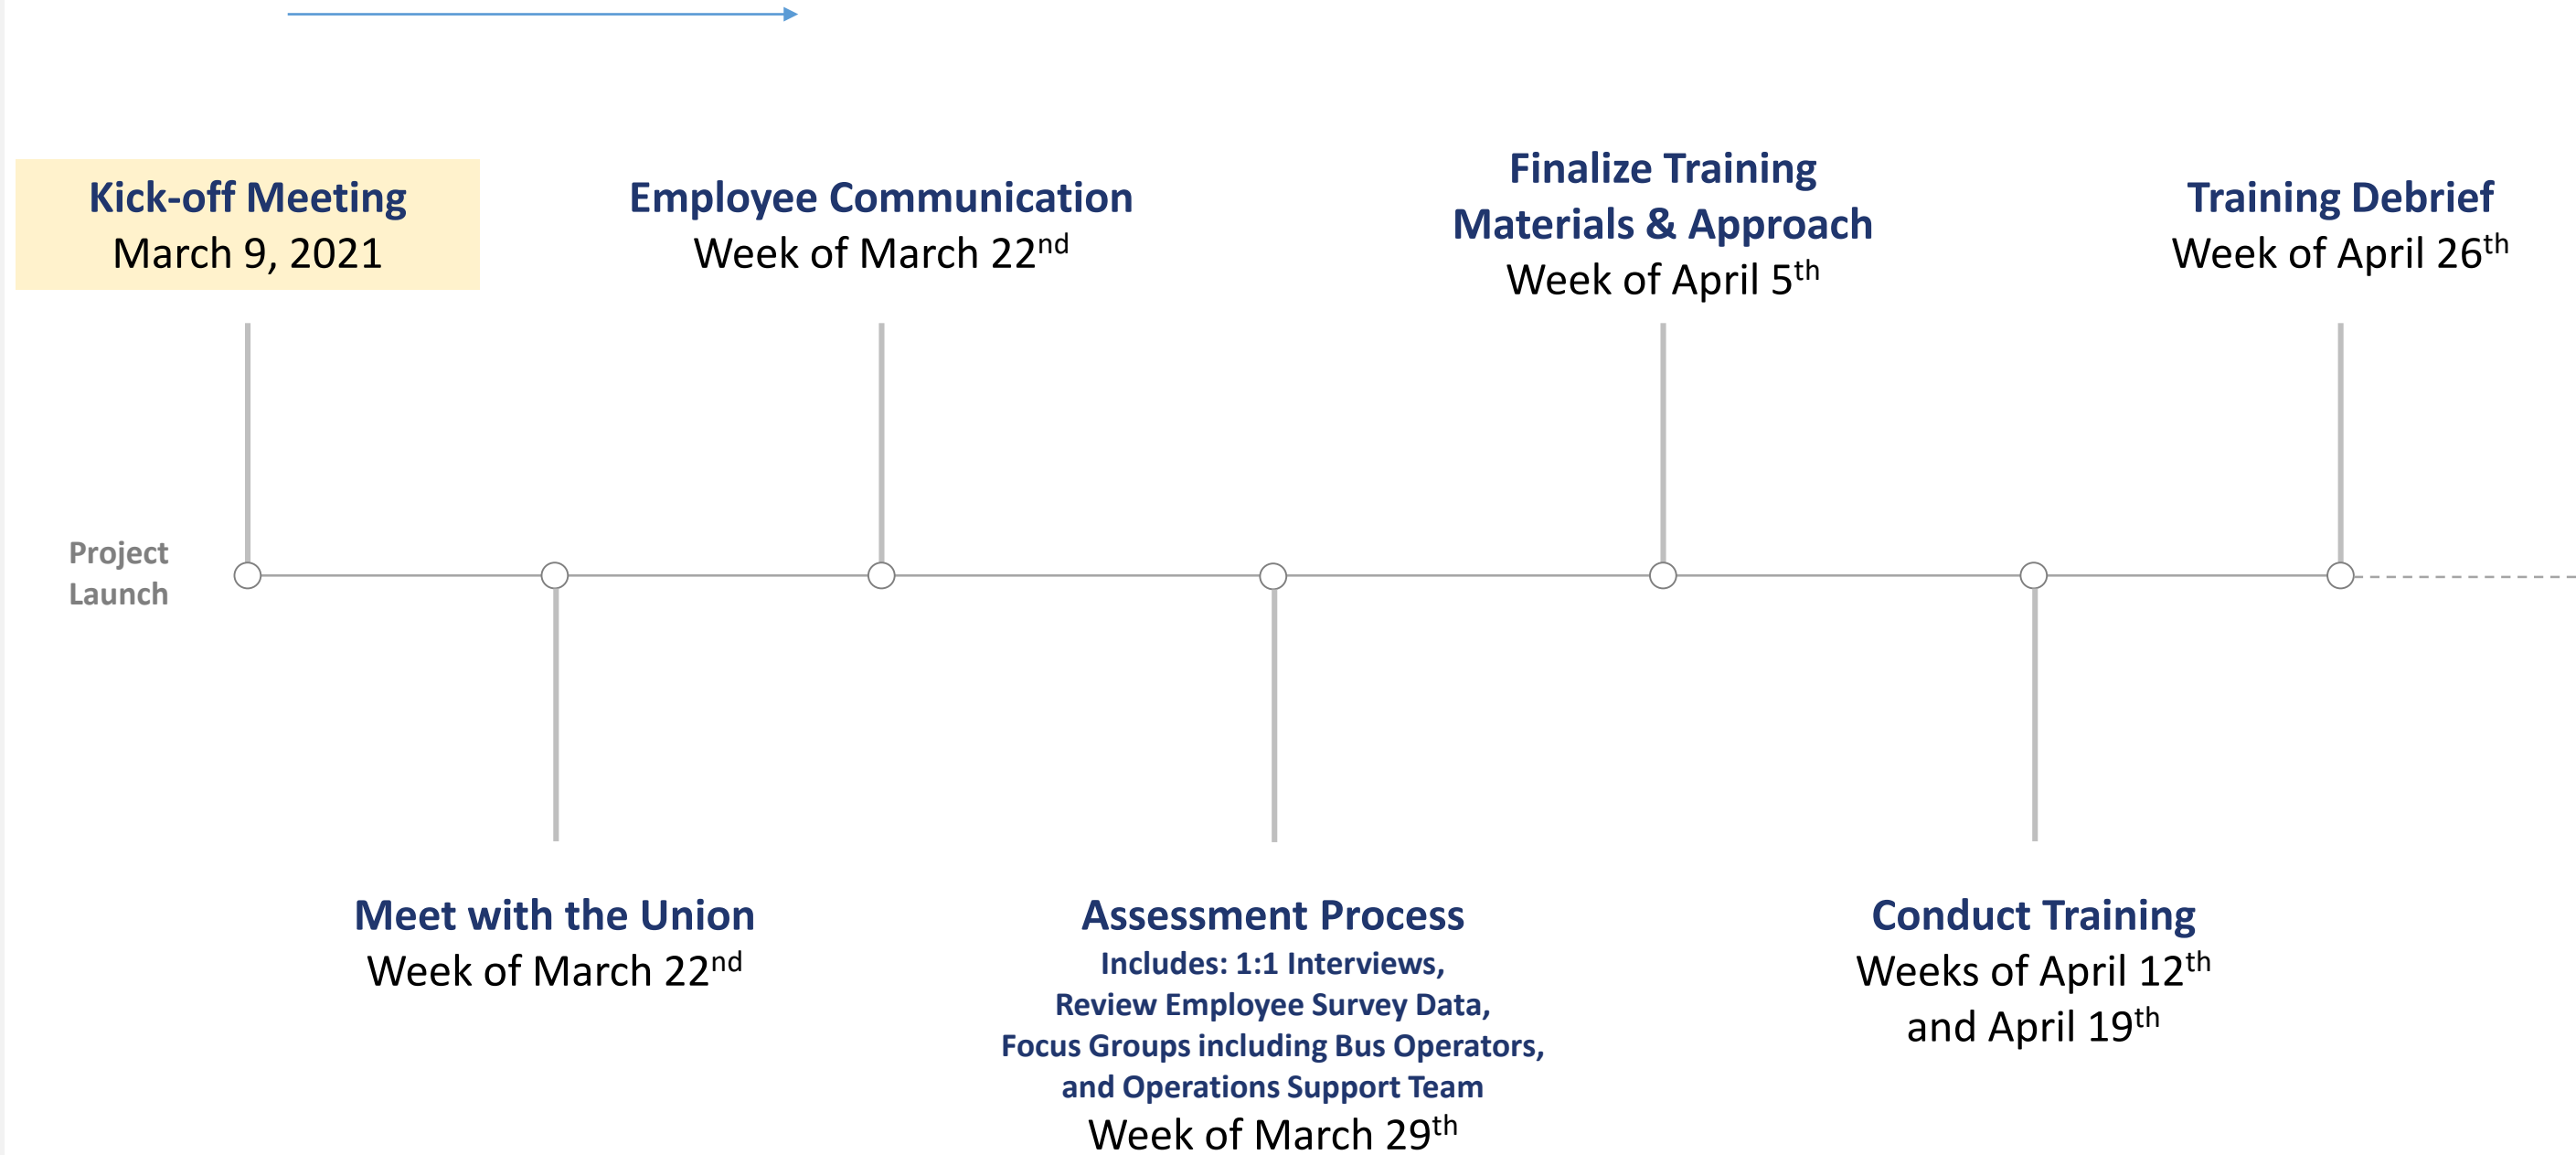 Kick-off Meeting
March 9, 2021
Employee Communication
Week of March 22nd
Finalize Training
Materials & Approach
Week of April 5th
Training Debrief
Week of April 26th
Project
Launch
Meet with the Union
Week of March 22nd
Assessment Process
Includes: 1:1 Interviews,
Review Employee Survey Data,
Focus Groups including Bus Operators,
and Operations Support Team
Week of March 29th
Conduct Training
Weeks of April 12th
and April 19th